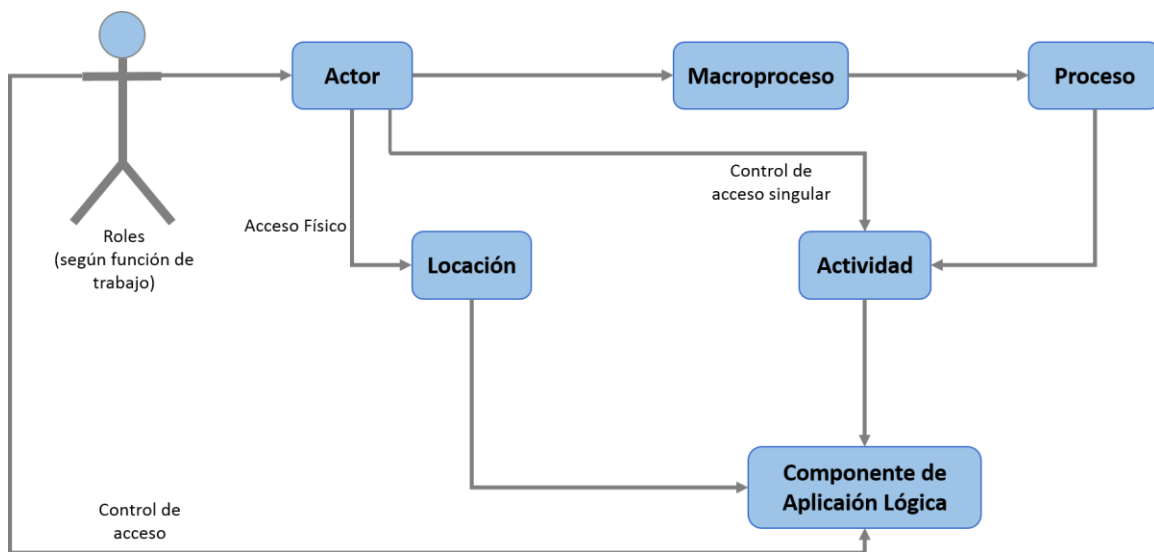 Actor
Macroproceso
Proceso
Control de
acceso singular
Acceso Físico
Roles
(según función de
trabajo)
Locación
Actividad
Componente de
Aplicaión Lógica
Control de
acceso